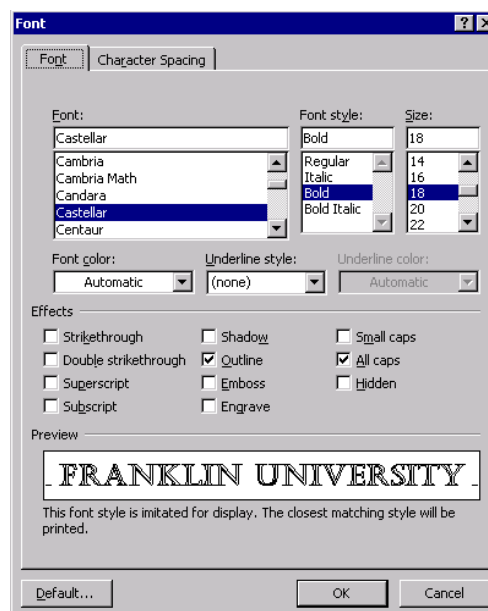 Font
Font Character Spacing
Font: Font style: Size:
Castellar Bold 18
Cambria Regular 14
Cambria Math Italic 16
Candara Bold 18
Castellar Bold Italic 20
Centaur 22
Font color: Underline style: Underline color:
Automatic (none) Automatic
Effects
Strikethrough Shadow Small caps
Double strikethrough Outline All caps
Superscript Emboss Hidden
Subscript Engrave
Preview
FRANKLIN UNIVERSITY
This font style is imitated for display. The closest matching style will be
printed.
Default... OK Cancel